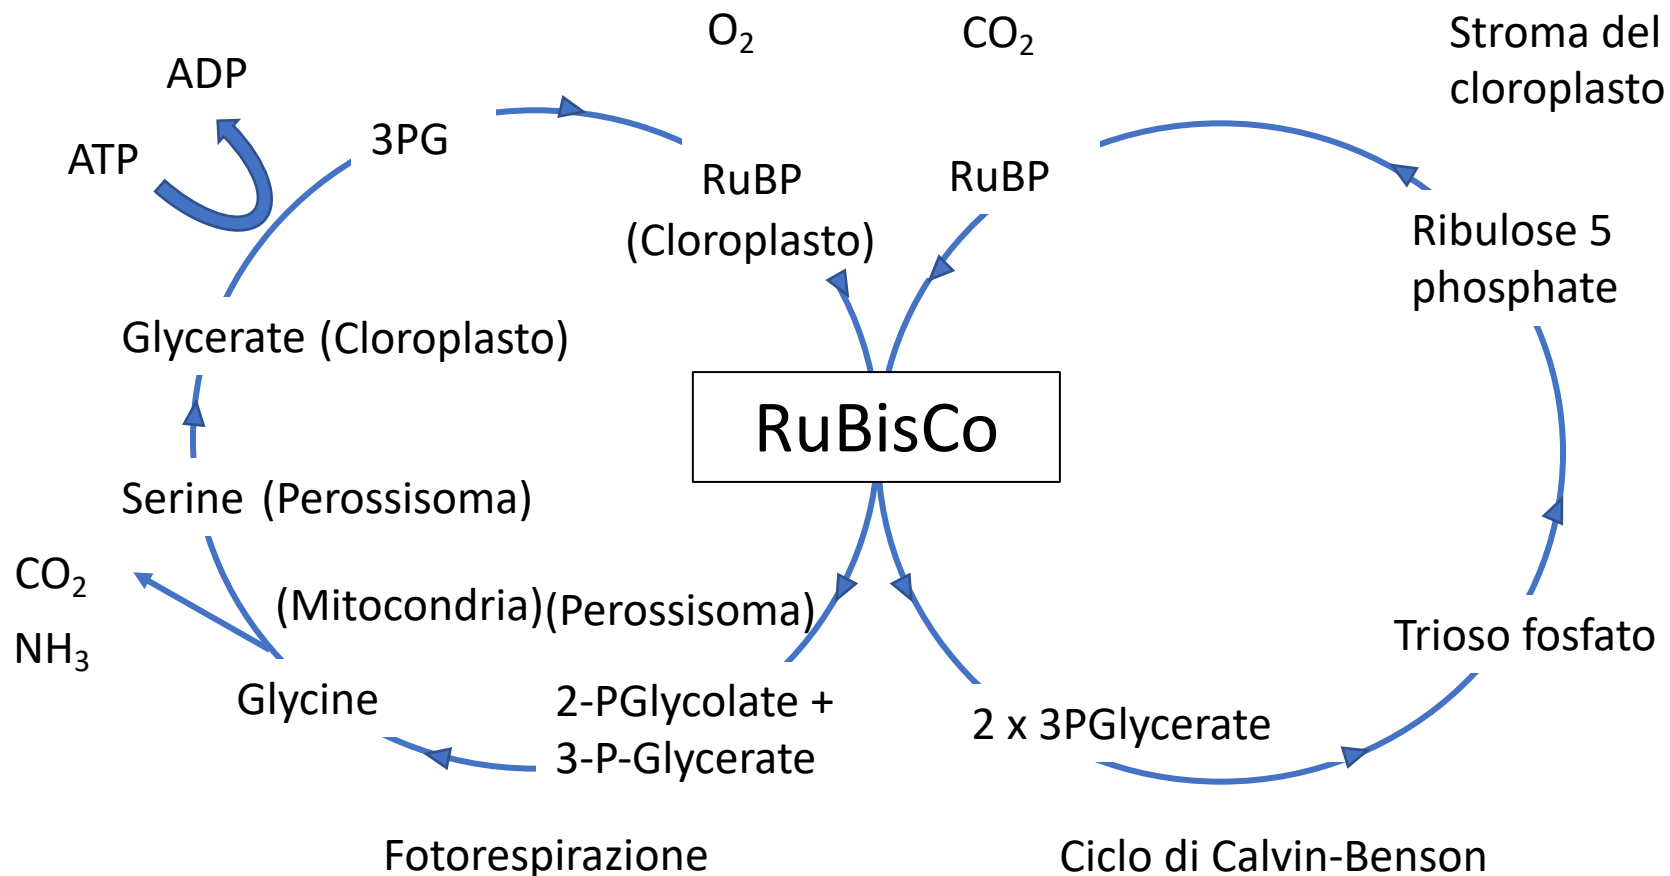 O₂
CO₂
Stroma del
cloroplasto
ADP
ATP
3PG
RuBP
(Cloroplasto)
RuBP
Ribulose 5
phosphate
Glycerate (Cloroplasto)
RuBisCo
Serine (Perossisoma)
CO₂
NH₃
(Mitocondria)(Perossisoma)
Trioso fosfato
Glycine
2-PGlycolate +
3-P-Glycerate
2 x 3PGlycerate
Fotorespirazione
Ciclo di Calvin-Benson